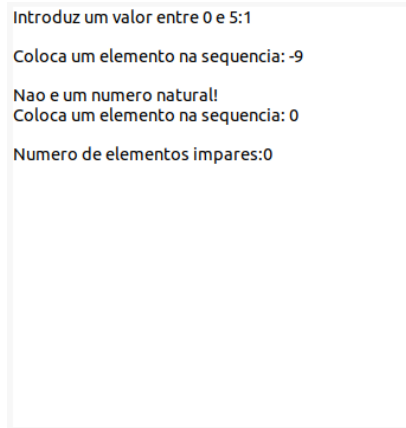 Introduz um valor entre 0 e 5:1
Coloca um elemento na sequencia: -9
Nao e um numero natural!
Coloca um elemento na sequencia: 0
Numero de elementos impares:0